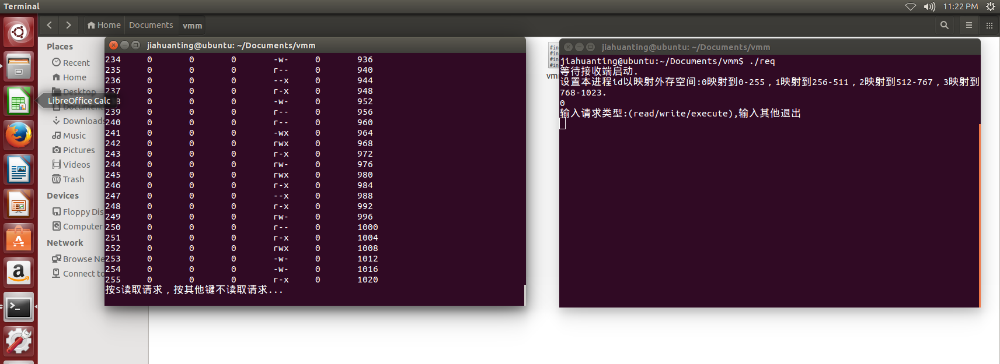 Terminal
11:22 PM
Home Documents vmm
Places
Recent
Home
Desktop
LibreOffice Calc
Downloads
Music
Pictures
Videos
Trash
Devices
Floppy Dis
Computer
Network
Browse Ne
Connect to
jiahuanting@ubuntu: ~/Documents/vmm
234 0 0 0 -w- 0 936
235 0 0 0 r-- 0 940
236 0 0 0 --x 0 944
237 0 0 0 r-x 0 948
8 0 0 0 -w- 0 952
239 0 0 0 r-- 0 956
240 0 0 0 r-- 0 960
241 0 0 0 -wx 0 964
242 0 0 0 rwx 0 968
243 0 0 0 r-x 0 972
244 0 0 0 rw- 0 976
245 0 0 0 rwx 0 980
246 0 0 0 r-x 0 984
247 0 0 0 --x 0 988
248 0 0 0 r-x 0 992
249 0 0 0 rw- 0 996
250 0 0 0 r-- 0 1000
251 0 0 0 r-x 0 1004
252 0 0 0 rwx 0 1008
253 0 0 0 -w- 0 1012
254 0 0 0 -w- 0 1016
255 0 0 0 r-x 0 1020
按S读取请求，按其他键不读取请求...
#in
#in
#in
#in
vm
jiahuanting@ubuntu: ~/Documents/vmm
jiahuanting@ubuntu:~/Documents/vmm$ ./req
等待接收端启动.
设置本进程id以映射外存空间:0映射到0-255，1映射到256-511，2映射到512-767，3映射到
768-1023.
0
输入请求类型:(read/write/execute),输入其他退出